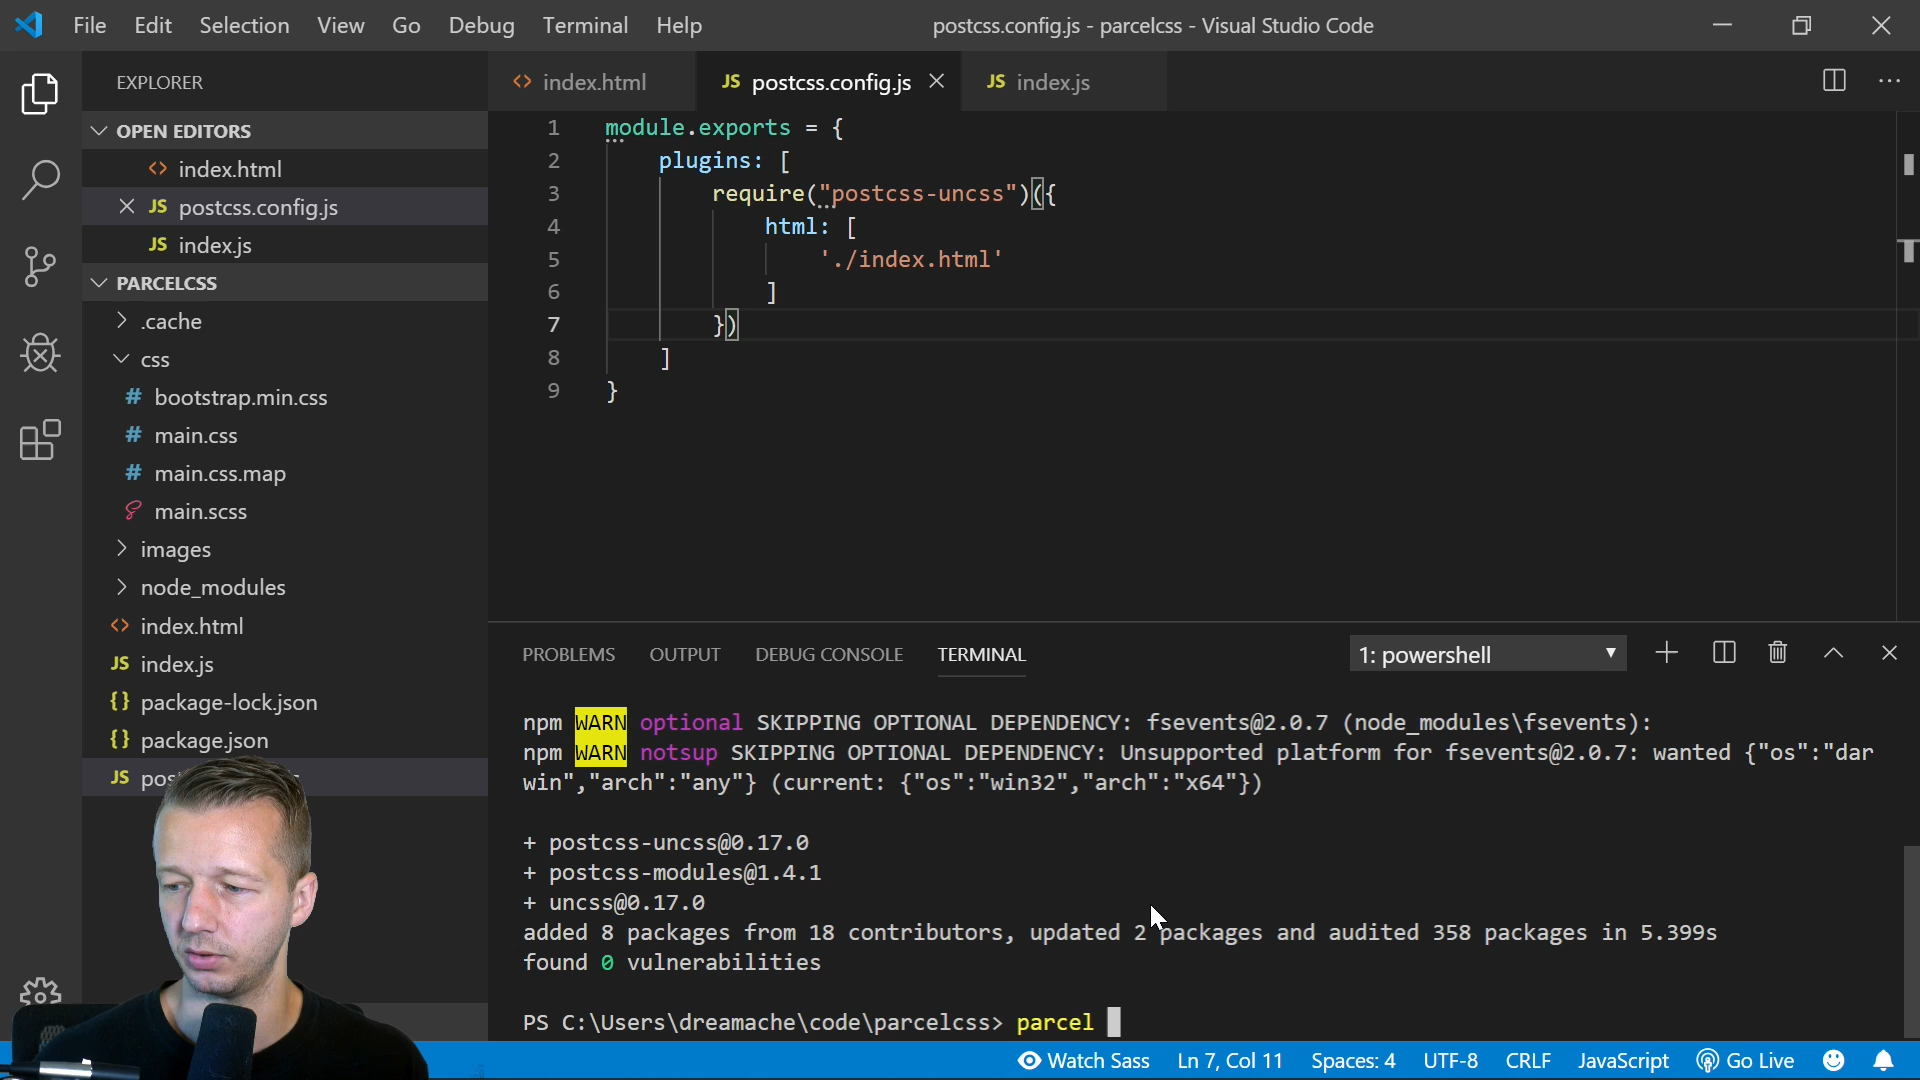 File Edit Selection View Go Debug Terminal Help
postcss.config.js - parcelcss - Visual Studio Code
EXPLORER
OPEN EDITORS
<> index.html
JS postcss.config.js
JS index.js
PARCELCSS
.cache
css
# bootstrap.min.css
# main.css
# main.css.map
main.scss
images
node_modules
<> index.html
JS index.js
{} package-lock.json
{} package.json
JS
<> index.html
JS postcss.config.js
JS index.js
1 module.exports = {
2 plugins: [
3 require("postcss-uncss")({
4 html: [
5 './index.html'
6 ]
7 })
8 ]
9 }
PROBLEMS OUTPUT DEBUG CONSOLE TERMINAL
1: powershell
npm WARN optional SKIPPING OPTIONAL DEPENDENCY: fsevents@2.0.7 (node_modules\fsevents):
npm WARN notsup SKIPPING OPTIONAL DEPENDENCY: Unsupported platform for fsevents@2.0.7: wanted {"os":"dar
win","arch":"any"} (current: {"os":"win32","arch":"x64"})
+ postcss-uncss@0.17.0
+ postcss-modules@1.4.1
+ uncss@0.17.0
added 8 packages from 18 contributors, updated 2 packages and audited 358 packages in 5.399s
found 0 vulnerabilities
PS C:\Users\dreamache\code\parcelcss> parcel
Watch Sass Ln 7, Col 11 Spaces: 4 UTF-8 CRLF JavaScript Go Live